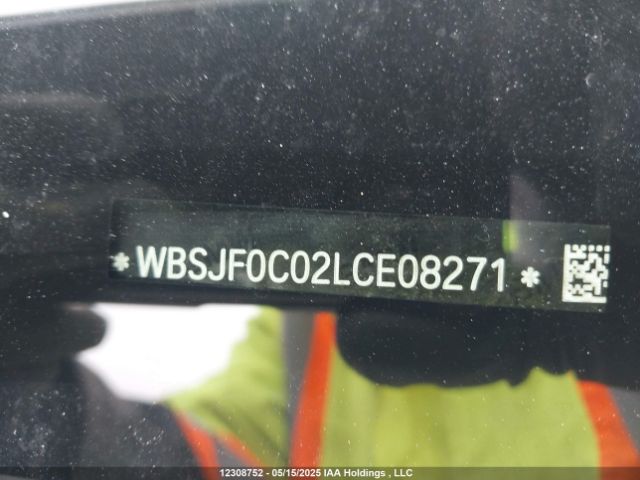 *WBSJF0C02LCE08271*
12308752 - 05/15/2025 IAA Holdings , LLC